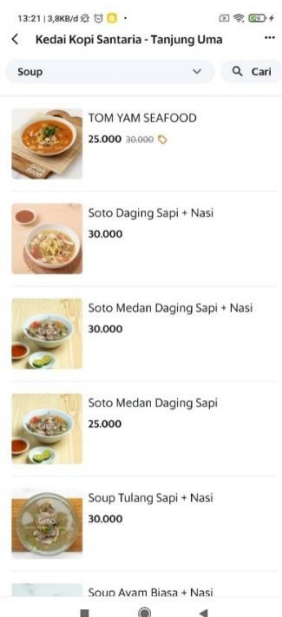 13:21 | 3,8KB/d
Kedai Kopi Santaria - Tanjung Uma
Soup
Cari
TOM YAM SEAFOOD
25.000 30.000
Soto Daging Sapi + Nasi
30.000
Soto Medan Daging Sapi + Nasi
30.000
Soto Medan Daging Sapi
25.000
Soup Tulang Sapi + Nasi
30.000
Soup Ayam Biasa + Nasi